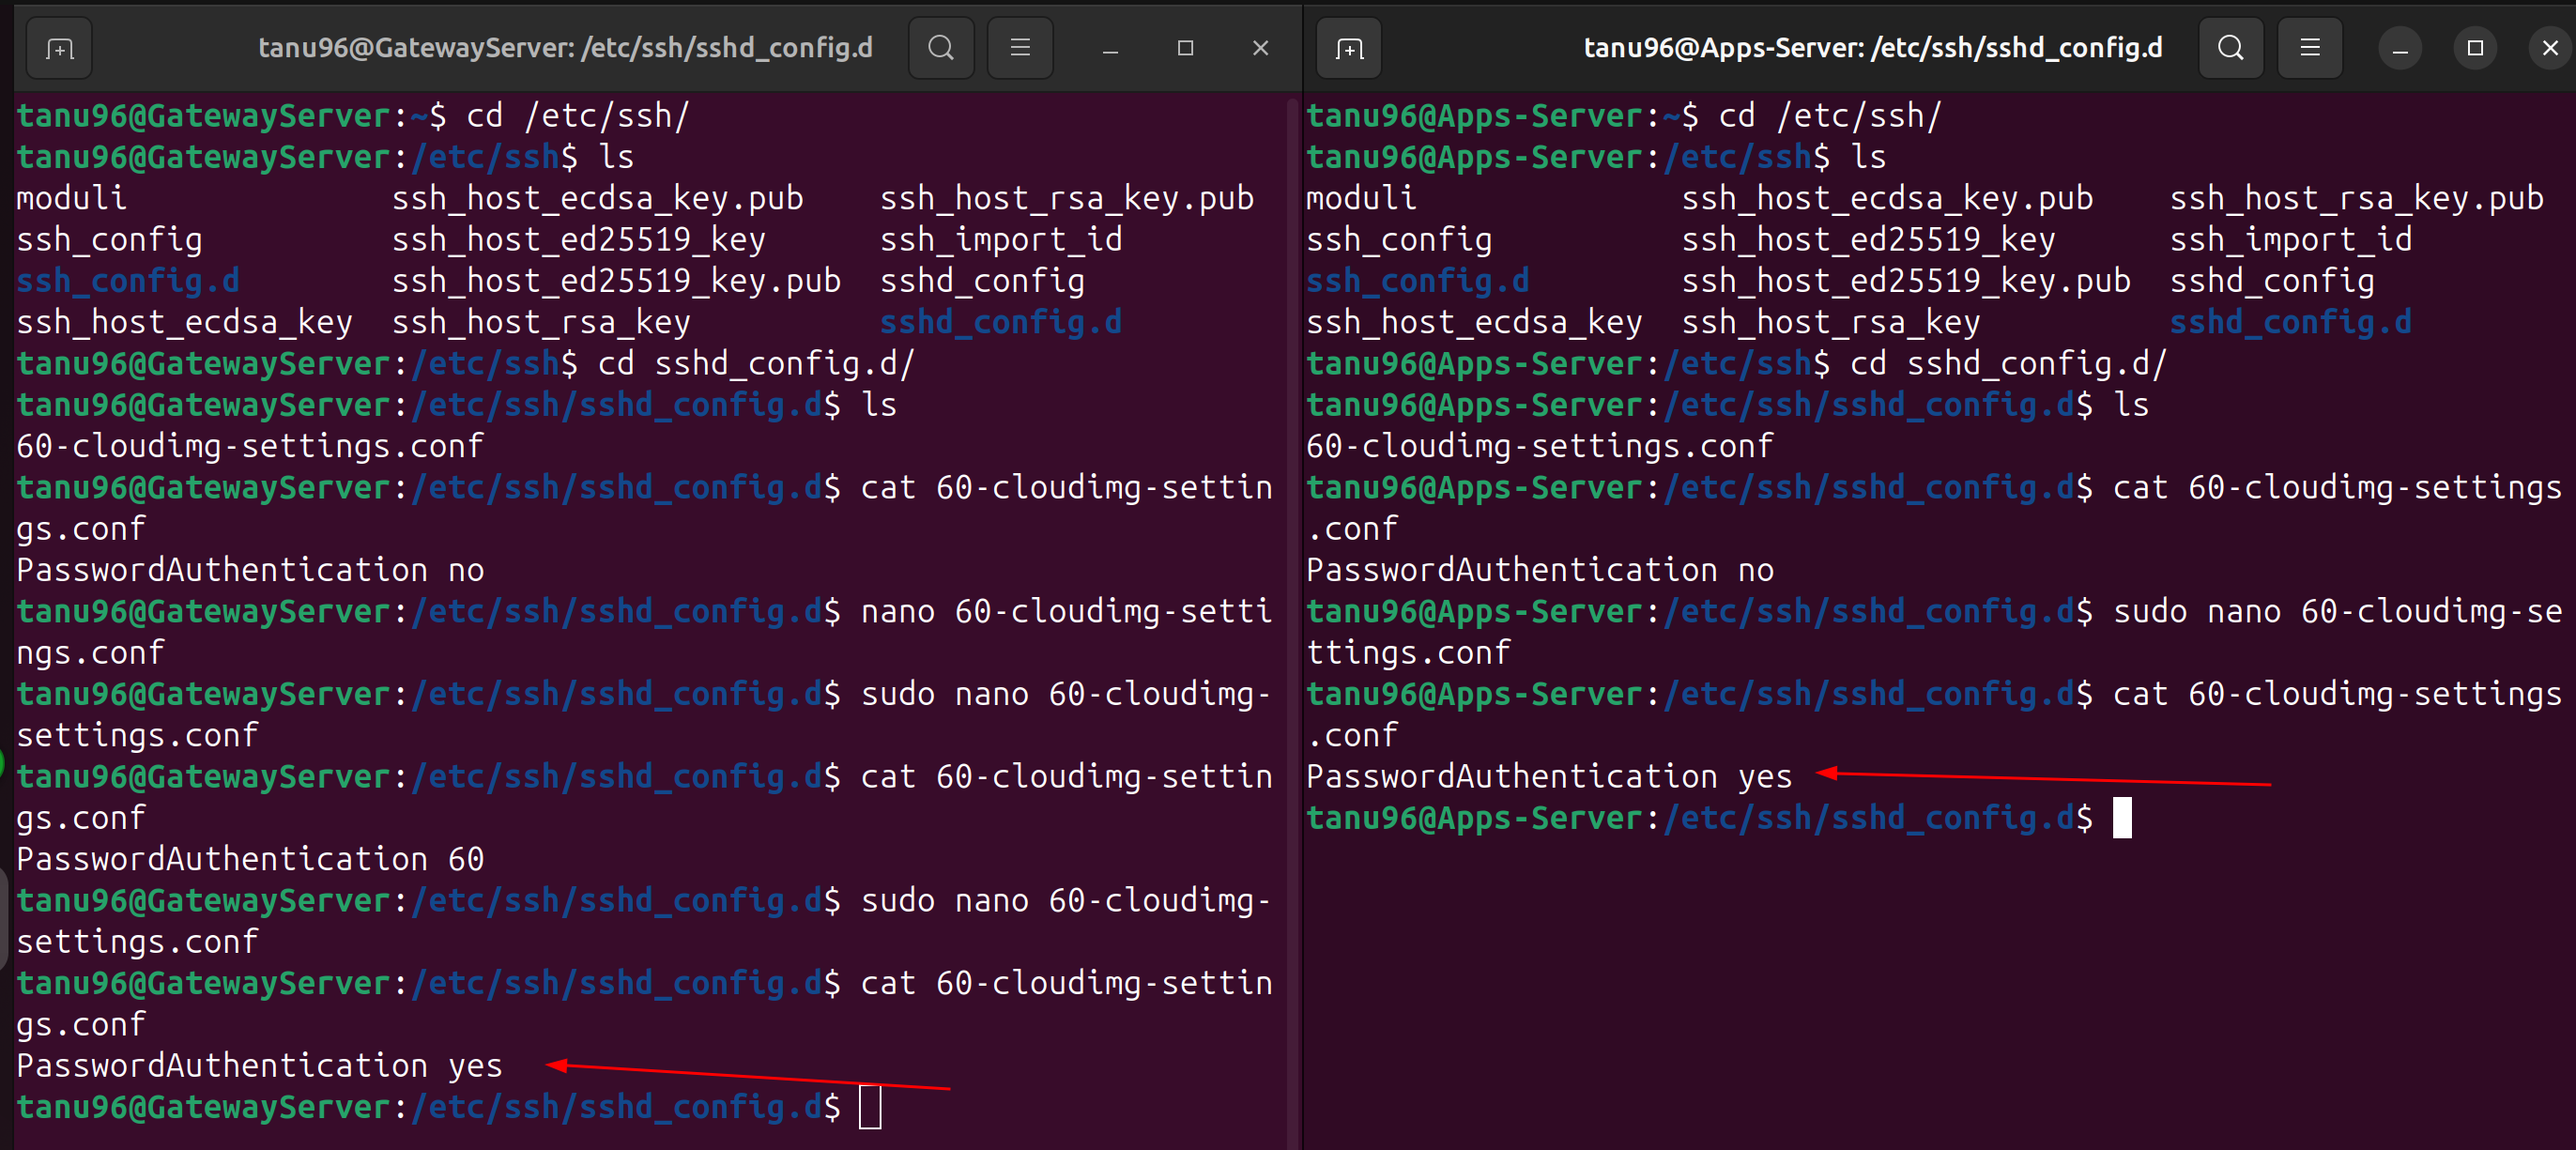 tanu96@GatewayServer: /etc/ssh/sshd_config.d
tanu96@GatewayServer:~$ cd /etc/ssh/
tanu96@GatewayServer:/etc/ssh$ ls
moduli ssh_host_ecdsa_key.pub ssh_host_rsa_key.pub
ssh_config ssh_host_ed25519_key ssh_import_id
ssh_config.d ssh_host_ed25519_key.pub sshd_config
ssh_host_ecdsa_key ssh_host_rsa_key sshd_config.d
tanu96@GatewayServer:/etc/ssh$ cd sshd_config.d/
tanu96@GatewayServer:/etc/ssh/sshd_config.d$ ls
60-cloudimg-settings.conf
tanu96@GatewayServer:/etc/ssh/sshd_config.d$ cat 60-cloudimg-settin
gs.conf
PasswordAuthentication no
tanu96@GatewayServer:/etc/ssh/sshd_config.d$ nano 60-cloudimg-setti
ngs.conf
tanu96@GatewayServer:/etc/ssh/sshd_config.d$ sudo nano 60-cloudimg-
settings.conf
tanu96@GatewayServer:/etc/ssh/sshd_config.d$ cat 60-cloudimg-settin
gs.conf
PasswordAuthentication 60
tanu96@GatewayServer:/etc/ssh/sshd_config.d$ sudo nano 60-cloudimg-
settings.conf
tanu96@GatewayServer:/etc/ssh/sshd_config.d$ cat 60-cloudimg-settin
gs.conf
PasswordAuthentication yes
tanu96@GatewayServer:/etc/ssh/sshd_config.d$
tanu96@Apps-Server: /etc/ssh/sshd_config.d
tanu96@Apps-Server:~$ cd /etc/ssh/
tanu96@Apps-Server:/etc/ssh$ ls
moduli ssh_host_ecdsa_key.pub ssh_host_rsa_key.pub
ssh_config ssh_host_ed25519_key ssh_import_id
ssh_config.d ssh_host_ed25519_key.pub sshd_config
ssh_host_ecdsa_key ssh_host_rsa_key sshd_config.d
tanu96@Apps-Server:/etc/ssh$ cd sshd_config.d/
tanu96@Apps-Server:/etc/ssh/sshd_config.d$ ls
60-cloudimg-settings.conf
tanu96@Apps-Server:/etc/ssh/sshd_config.d$ cat 60-cloudimg-settings
.conf
PasswordAuthentication no
tanu96@Apps-Server:/etc/ssh/sshd_config.d$ sudo nano 60-cloudimg-se
ttings.conf
tanu96@Apps-Server:/etc/ssh/sshd_config.d$ cat 60-cloudimg-settings
.conf
PasswordAuthentication yes
tanu96@Apps-Server:/etc/ssh/sshd_config.d$